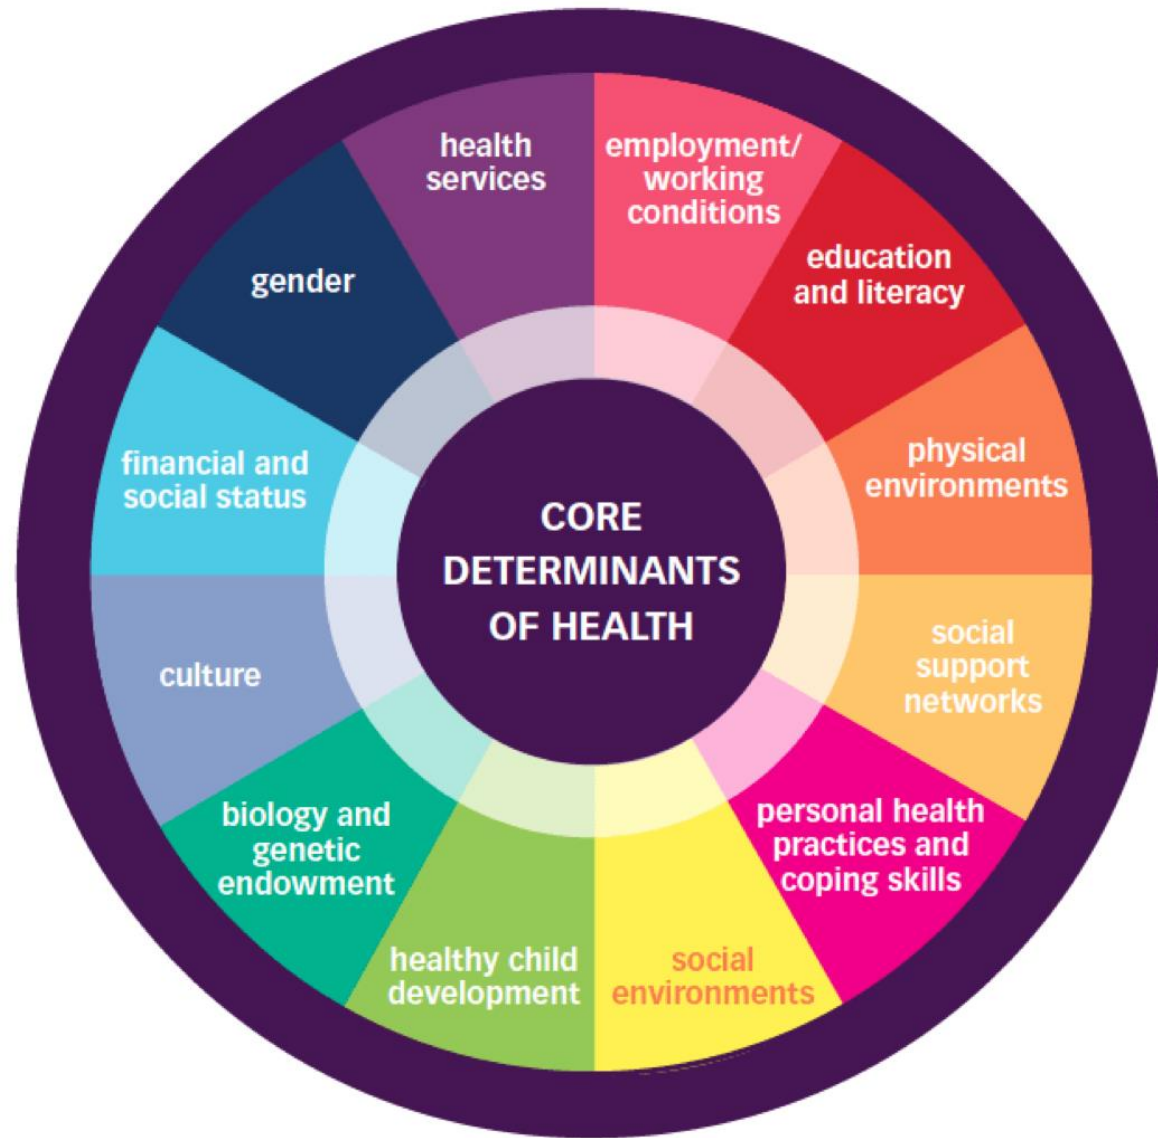 CORE
DETERMINANTS
OF HEALTH
employment/
working
conditions
education
and literacy
physical
environments
social
support
networks
personal health
practices and
coping skills
social
environments
healthy child
development
biology and
genetic
endowment
culture
financial and
social status
gender
health
services